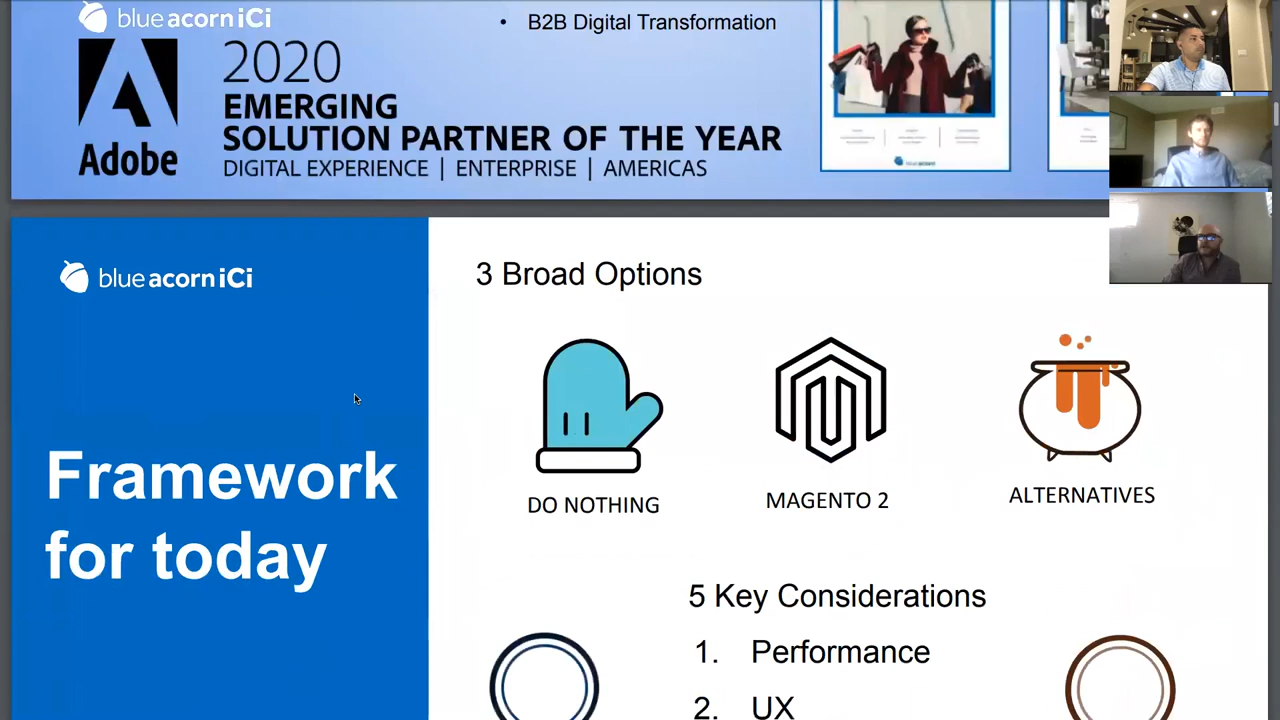 blue acorn iCi
• B2B Digital Transformation
Adobe
2020
EMERGING
SOLUTION PARTNER OF THE YEAR
DIGITAL EXPERIENCE | ENTERPRISE | AMERICAS
blue acorn iCi
Framework
for today
3 Broad Options
DO NOTHING
MAGENTO 2
ALTERNATIVES
5 Key Considerations
1. Performance
2. UX